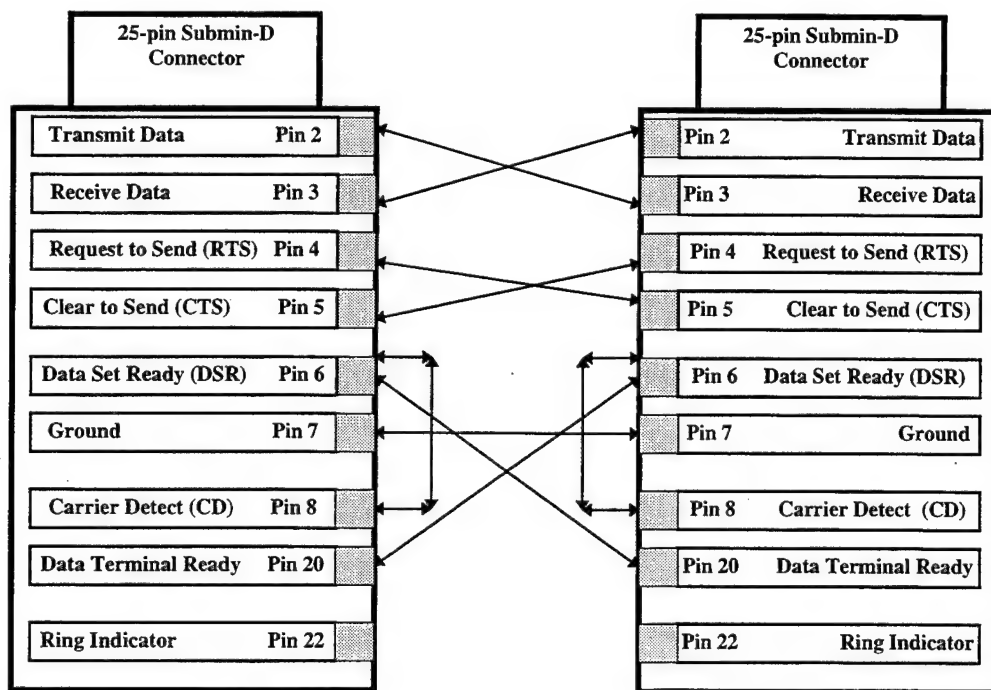 25-pin Submin-D
Connector
Transmit Data Pin 2
Receive Data Pin 3
Request to Send (RTS) Pin 4
Clear to Send (CTS) Pin 5
Data Set Ready (DSR) Pin 6
Ground Pin 7
Carrier Detect (CD) Pin 8
Data Terminal Ready Pin 20
Ring Indicator Pin 22
25-pin Submin-D
Connector
Pin 2 Transmit Data
Pin 3 Receive Data
Pin 4 Request to Send (RTS)
Pin 5 Clear to Send (CTS)
Pin 6 Data Set Ready (DSR)
Pin 7 Ground
Pin 8 Carrier Detect (CD)
Pin 20 Data Terminal Ready
Pin 22 Ring Indicator